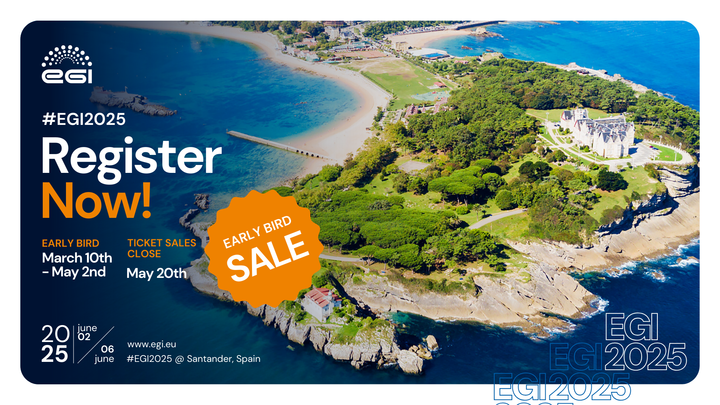 egi
#EGI2025
Register
Now!
EARLY BIRD
March 10th
- May 2nd
TICKET SALES
CLOSE
May 20th
EARLY BIRD
SALE
20
25
june
02
06
june
www.egi.eu
#EGI2025 @ Santander, Spain
EGI
EGI2025
EGI2025
2025